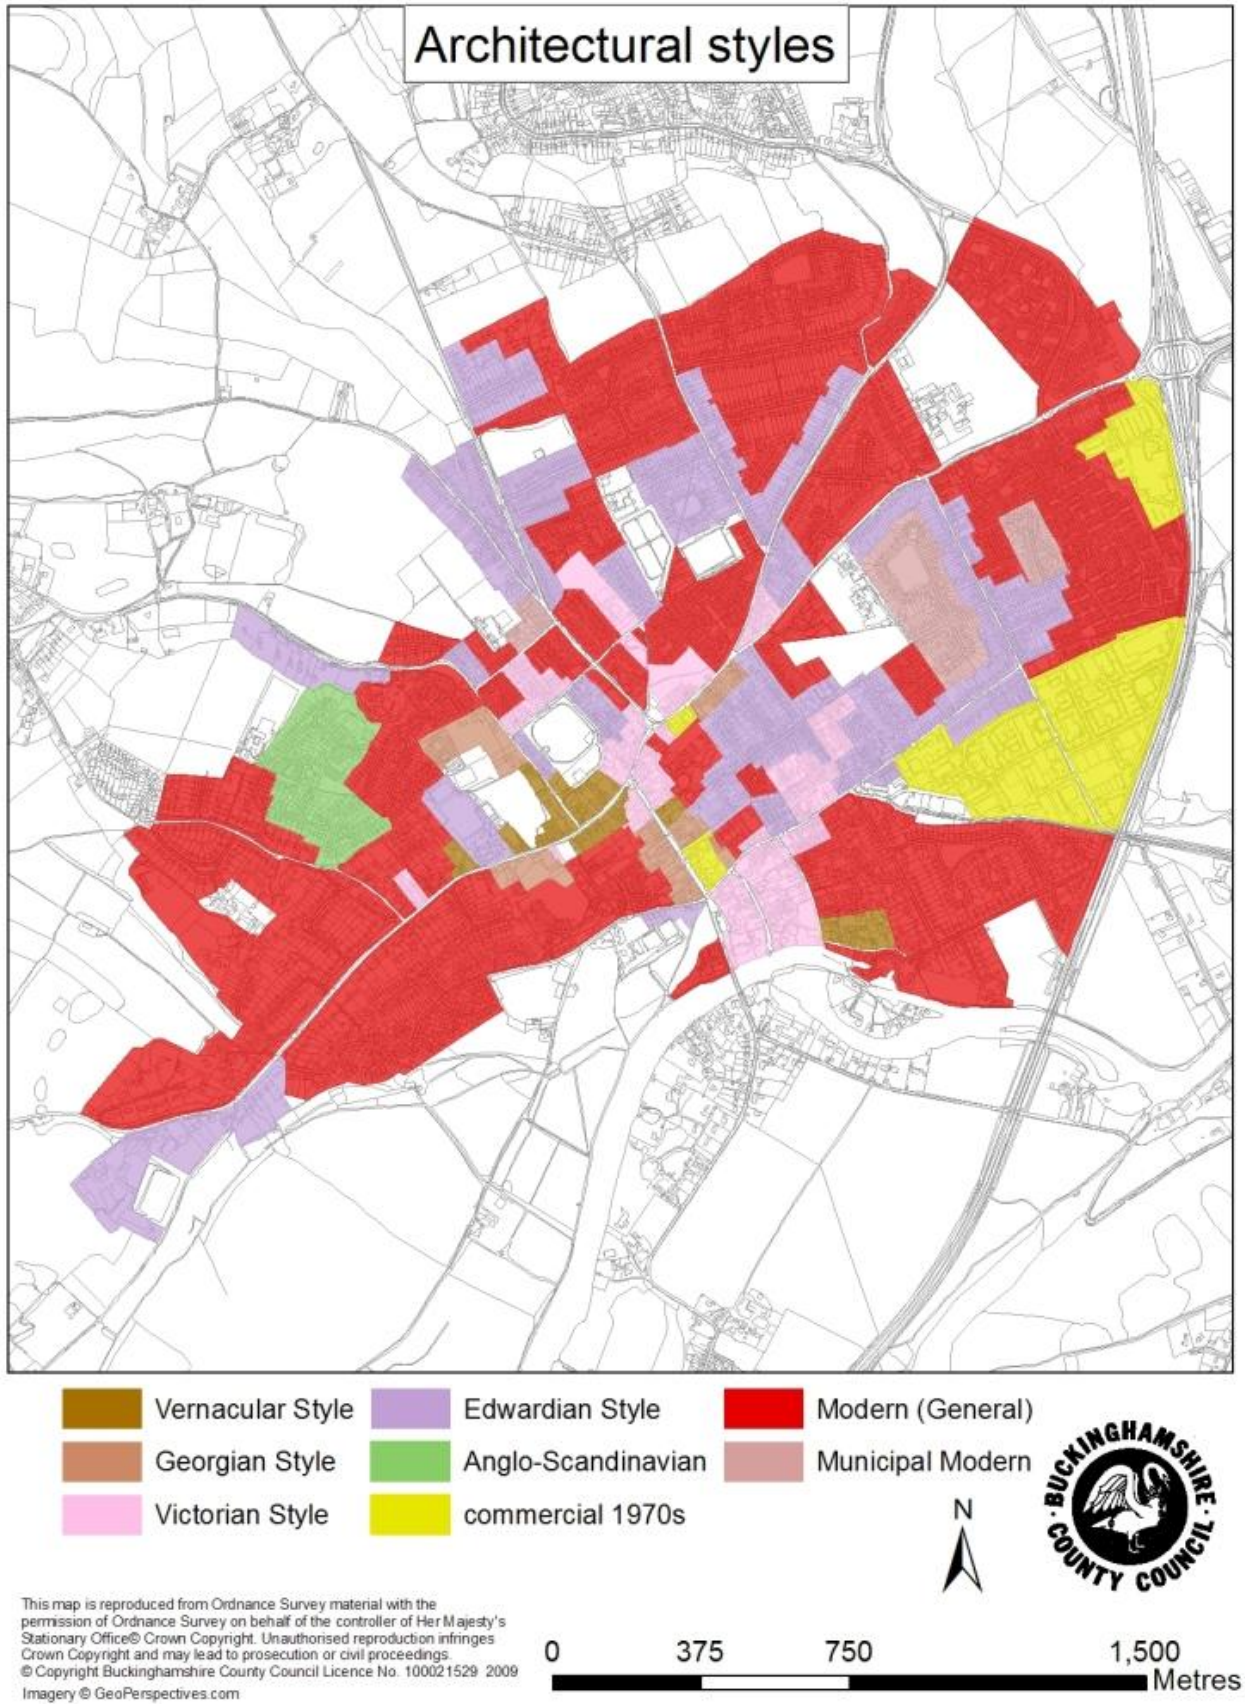 Architectural styles
Vernacular Style
Edwardian Style
Modern (General)
Georgian Style
Anglo-Scandinavian
Municipal Modern
Victorian Style
commercial 1970s
N
BUCKINGHAMSHIRE
· COUNTY COUNCIL ·
This map is reproduced from Ordnance Survey material with the
permission of Ordnance Survey on behalf of the controller of Her Majesty's
Stationary Office© Crown Copyright. Unauthorised reproduction infringes
Crown Copyright and may lead to prosecution or civil proceedings.
© Copyright Buckinghamshire County Council Licence No. 100021529 2009
Imagery © GeoPerspectives.com
0 375 750 1,500
Metres